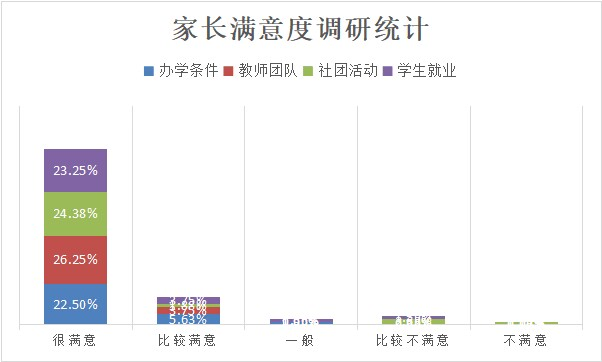 家长满意度调研统计
办学条件 教师团队 社团活动 学生就业
23.25%
24.38%
26.25%
22.50%
3.75%
5.63%
很满意 比较满意 一般 比较不满意 不满意